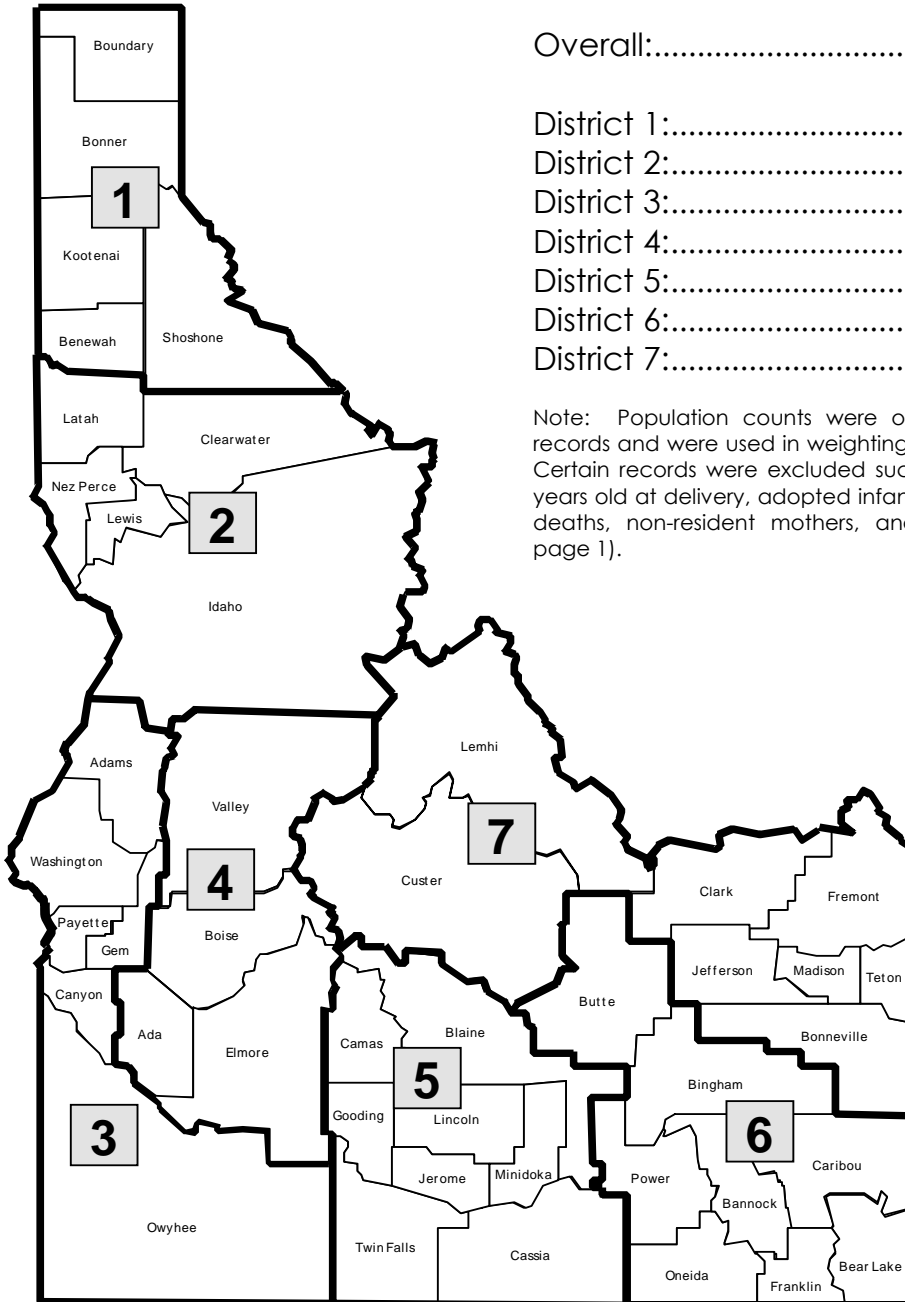 Overall:..............................
District 1:............................
District 2:............................
District 3:............................
District 4:............................
District 5:............................
District 6:............................
District 7:............................
Note: Population counts were o
records and were used in weighting
Certain records were excluded suc
years old at delivery, adopted infan
deaths, non-resident mothers, and
page 1).
Boundary
Bonner
1
Kootenai
Benewah
Shoshone
Latah
Clearwater
Nez Perce
Lewis
2
Idaho
Adams
Lemhi
Valley
7
Washington
4
Custer
Clark
Fremont
Payette
Boise
Gem
Jefferson
Madison
Teton
Canyon
Butte
Ada
Camas
Blaine
Bonneville
Elmore
5
Bingham
Gooding
Lincoln
3
6
Jerome
Minidoka
Power
Caribou
Bannock
Owyhee
Twin Falls
Cassia
Oneida
Franklin
Bear Lake